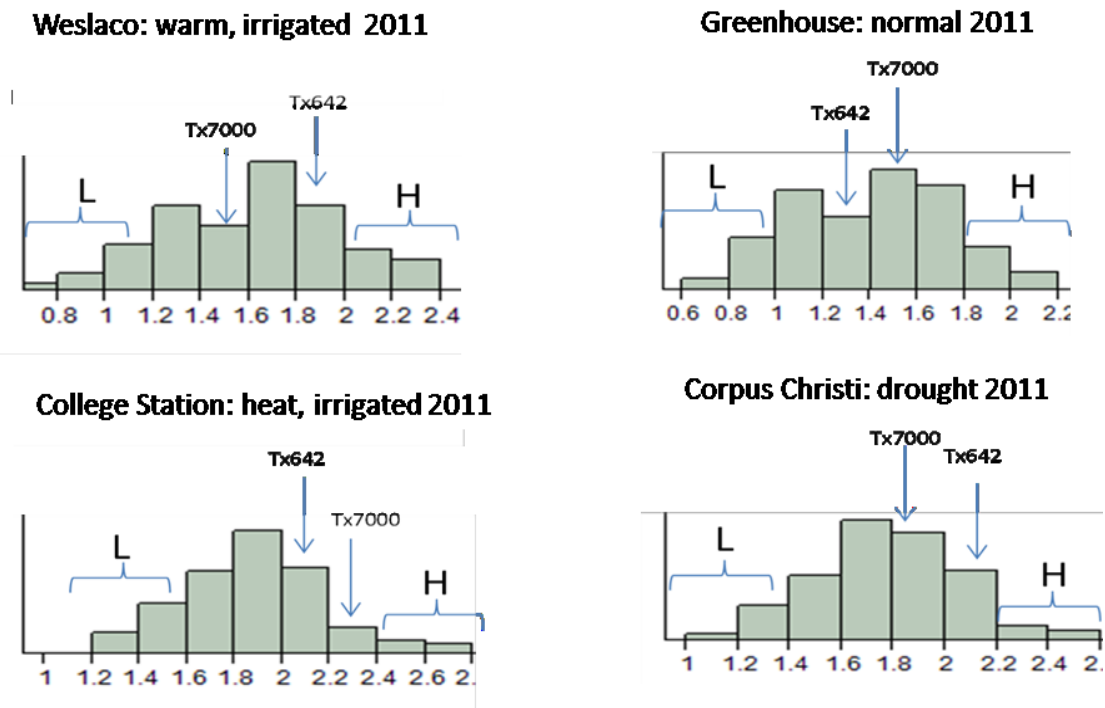 Weslaco: warm, irrigated 2011
Tx642
Tx7000
L
H
0.8 1 1.2 1.4 1.6 1.8 2 2.2 2.4
Greenhouse: normal 2011
Tx7000
Tx642
L
H
0.6 0.8 1 1.2 1.4 1.6 1.8 2 2.2
College Station: heat, irrigated 2011
Tx642
Tx7000
L
H
1 1.2 1.4 1.6 1.8 2 2.2 2.4 2.6 2.
Corpus Christi: drought 2011
Tx7000
Tx642
L
H
1 1.2 1.4 1.6 1.8 2 2.2 2.4 2.